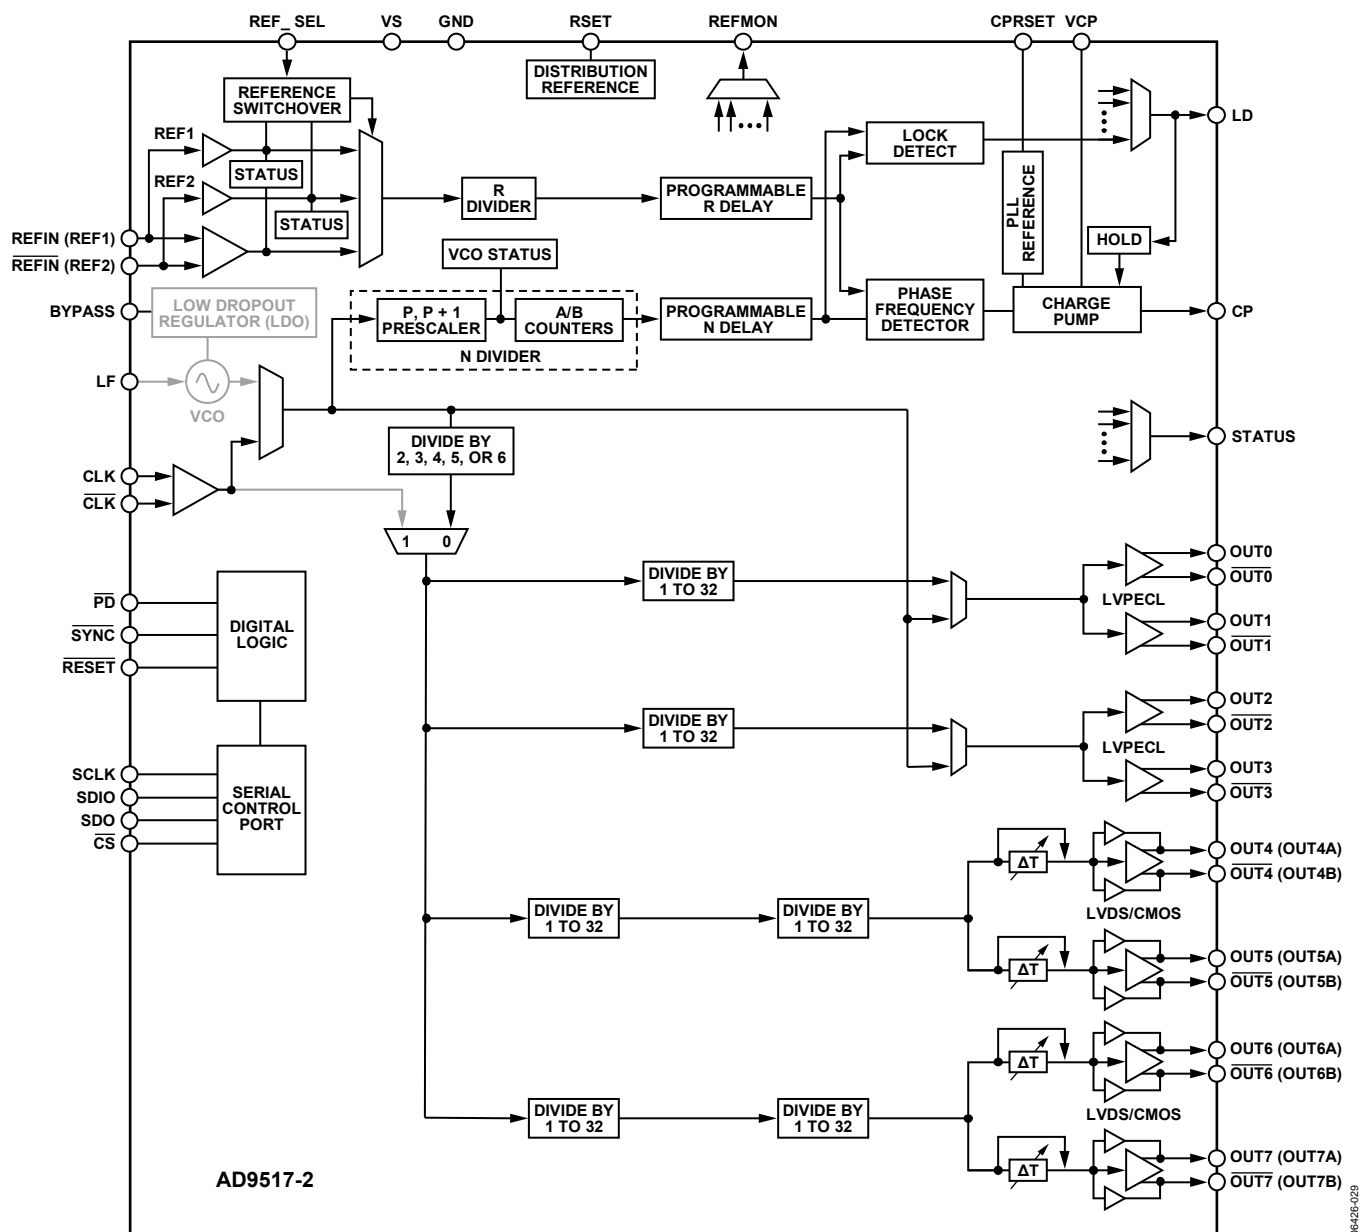 REF_ SEL
VS
GND
RSET
REFMON
CPRSET
VCP
DISTRIBUTION
REFERENCE
REFERENCE
SWITCHOVER
REF1
STATUS
REF2
STATUS
LOCK
DETECT
LD
R
DIVIDER
PROGRAMMABLE
R DELAY
PLL
REFERENCE
HOLD
REFIN (REF1)
REFIN (REF2)
BYPASS
LOW DROPOUT
REGULATOR (LDO)
VCO STATUS
P, P + 1
PRESCALER
A/B
COUNTERS
N DIVIDER
PROGRAMMABLE
N DELAY
PHASE
FREQUENCY
DETECTOR
CHARGE
PUMP
CP
LF
VCO
STATUS
DIVIDE BY
2, 3, 4, 5, OR 6
CLK
CLK
1 0
DIVIDE BY
1 TO 32
OUT0
OUT0
LVPECL
OUT1
OUT1
PD
SYNC
RESET
DIGITAL
LOGIC
DIVIDE BY
1 TO 32
OUT2
OUT2
LVPECL
OUT3
OUT3
SCLK
SDIO
SDO
CS
SERIAL
CONTROL
PORT
DIVIDE BY
1 TO 32
DIVIDE BY
1 TO 32
ΔT
OUT4 (OUT4A)
OUT4 (OUT4B)
LVDS/CMOS
ΔT
OUT5 (OUT5A)
OUT5 (OUT5B)
DIVIDE BY
1 TO 32
DIVIDE BY
1 TO 32
ΔT
OUT6 (OUT6A)
OUT6 (OUT6B)
LVDS/CMOS
ΔT
OUT7 (OUT7A)
OUT7 (OUT7B)
AD9517-2
06426-029